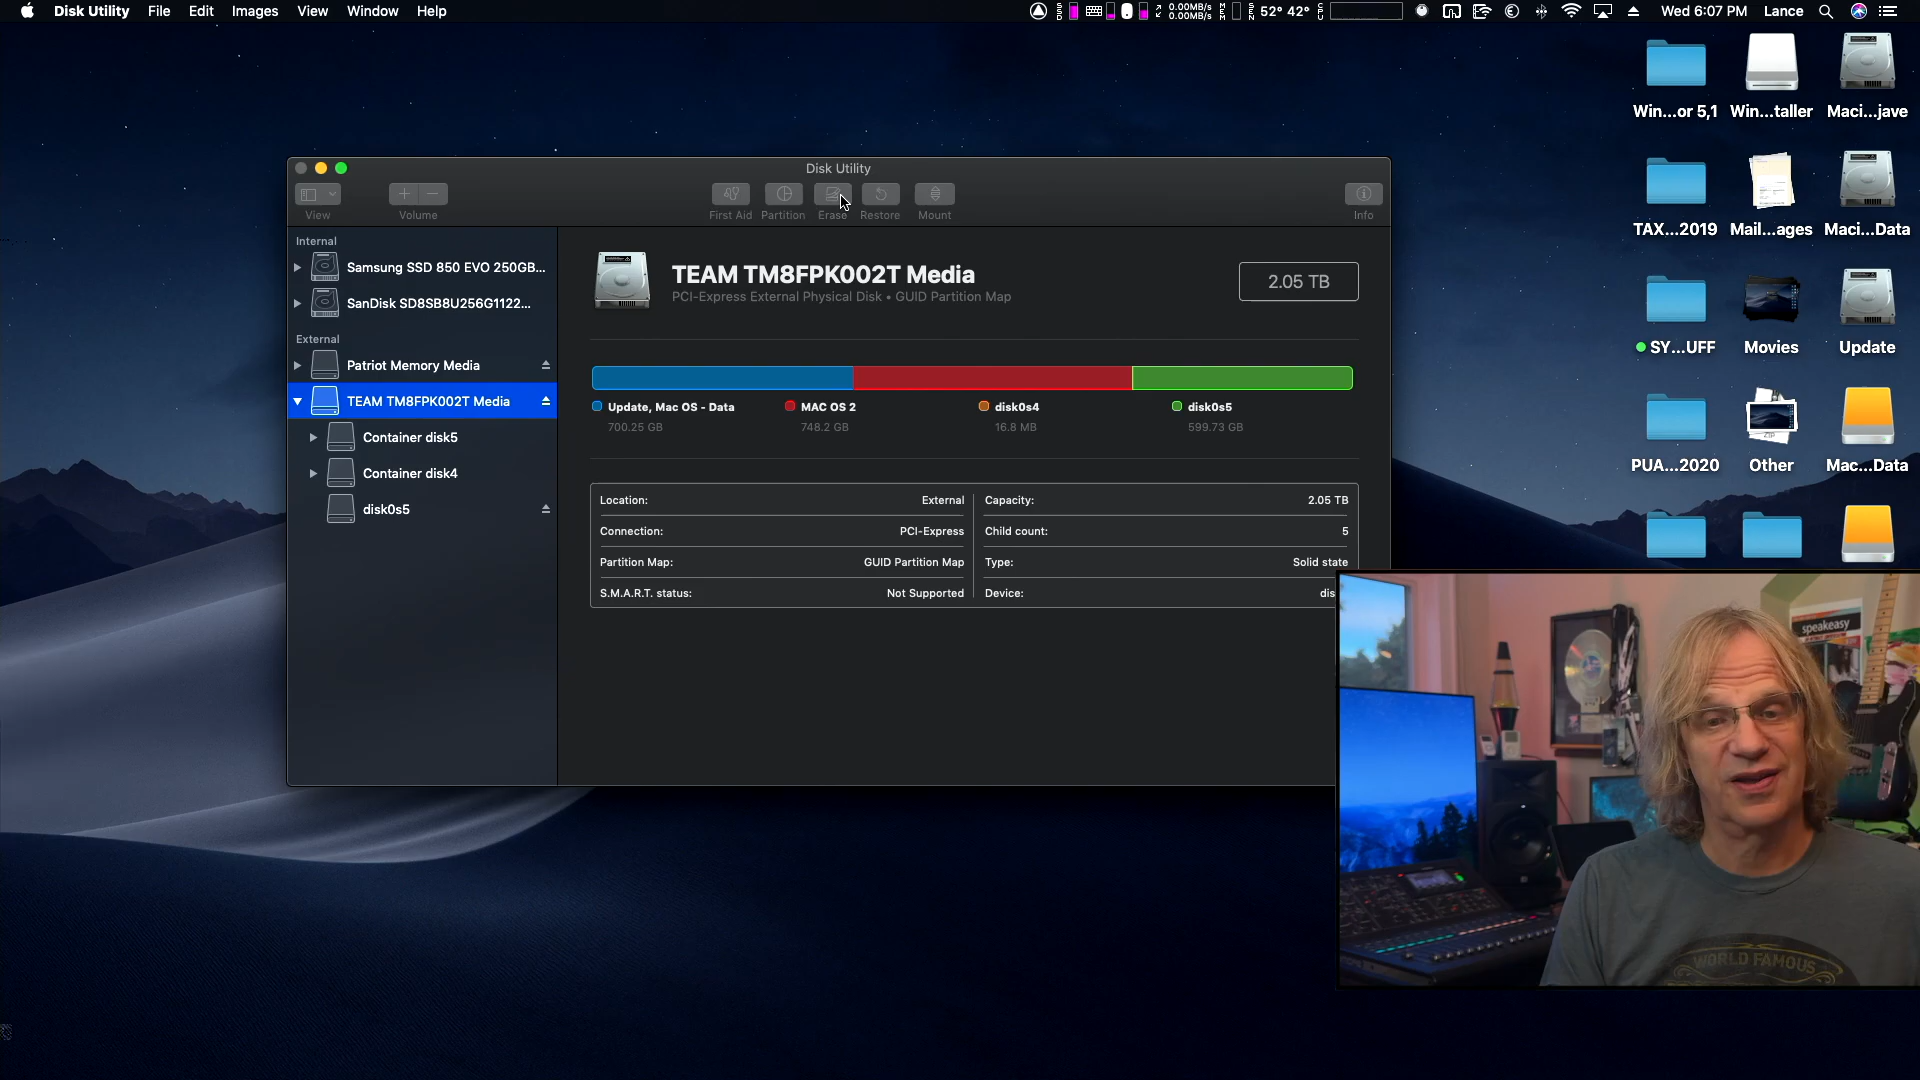 Disk Utility File Edit Images View Window Help
0.00MB/s
0.00MB/s
52° 42°
Wed 6:07 PM Lance
Win...or 5,1 Win...taller Maci...jave
TAX...2019 Mail...ages Maci...Data
SY...UFF Movies Update
PUA...2020 Other Mac...Data
ZIP
Disk Utility
View Volume First Aid Partition Erase Restore Mount Info
Internal
Samsung SSD 850 EVO 250GB...
SanDisk SD8SB8U256G1122...
External
Patriot Memory Media
TEAM TM8FPK002T Media
Container disk5
Container disk4
disk0s5
TEAM TM8FPK002T Media
PCI-Express External Physical Disk • GUID Partition Map
2.05 TB
Update, Mac OS - Data MAC OS 2 disk0s4 disk0s5
700.25 GB 748.2 GB 16.8 MB 599.73 GB
Location: External Capacity: 2.05 TB
Connection: PCI-Express Child count: 5
Partition Map: GUID Partition Map Type: Solid state
S.M.A.R.T. status: Not Supported Device: dis
speakeasy
WORLD FAMOUS